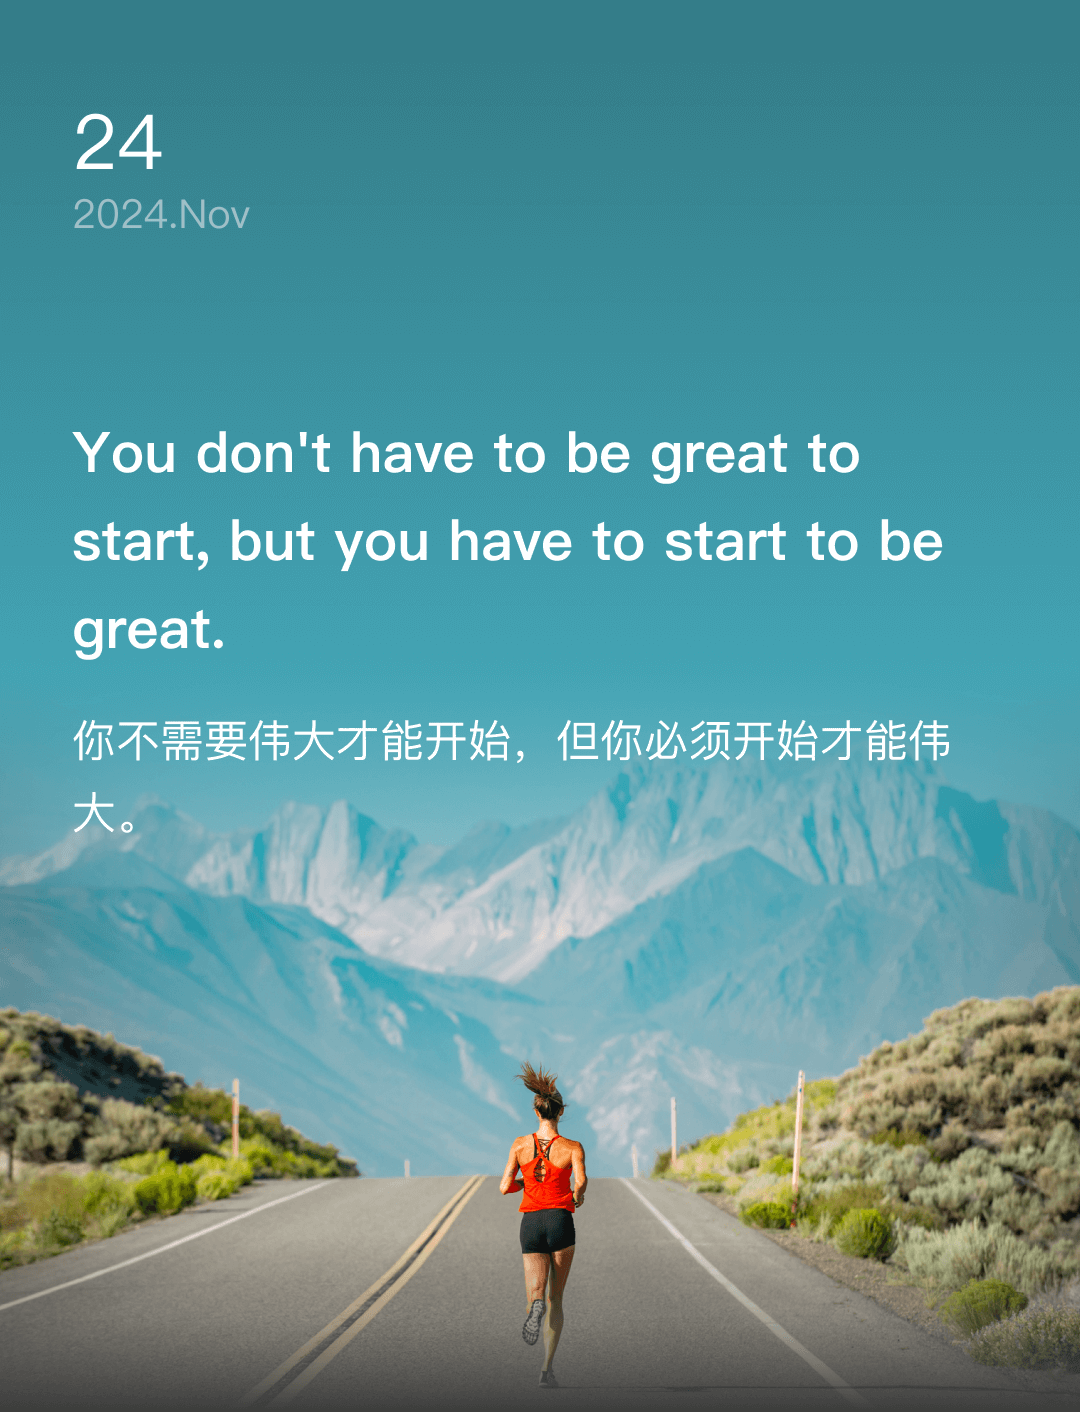 24
2024.Nov
You don't have to be great to
start, but you have to start to be
great.
你不需要伟大才能开始，但你必须开始才能伟
大。